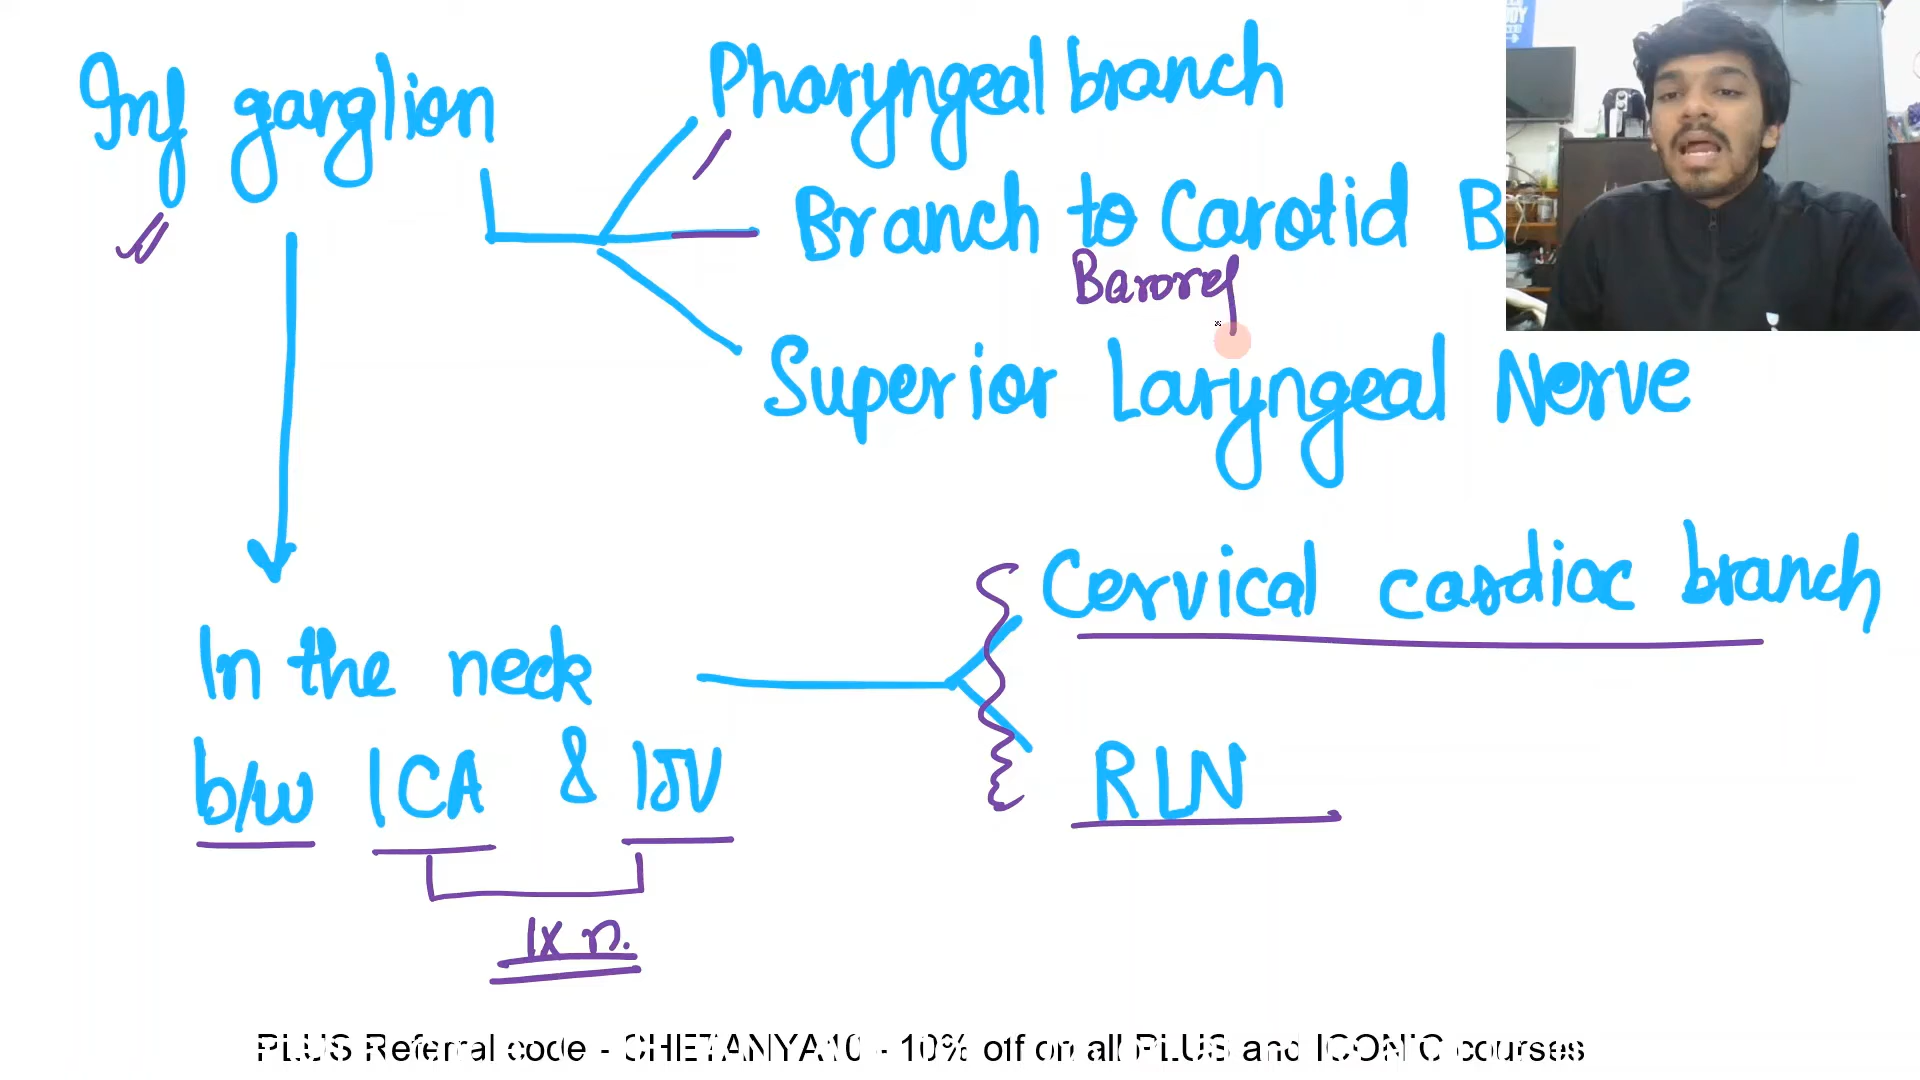 Inf ganglion
Pharyngeal branch
Branch to Carotid B
Baroref
Superior Laryngeal Nerve
Cervical cardiac branch
In the neck
b/w ICA & IJV
RLN
IX n.
PLUS Referral code - CHETANYA10 - 10% off on all PLUS and ICONIC courses